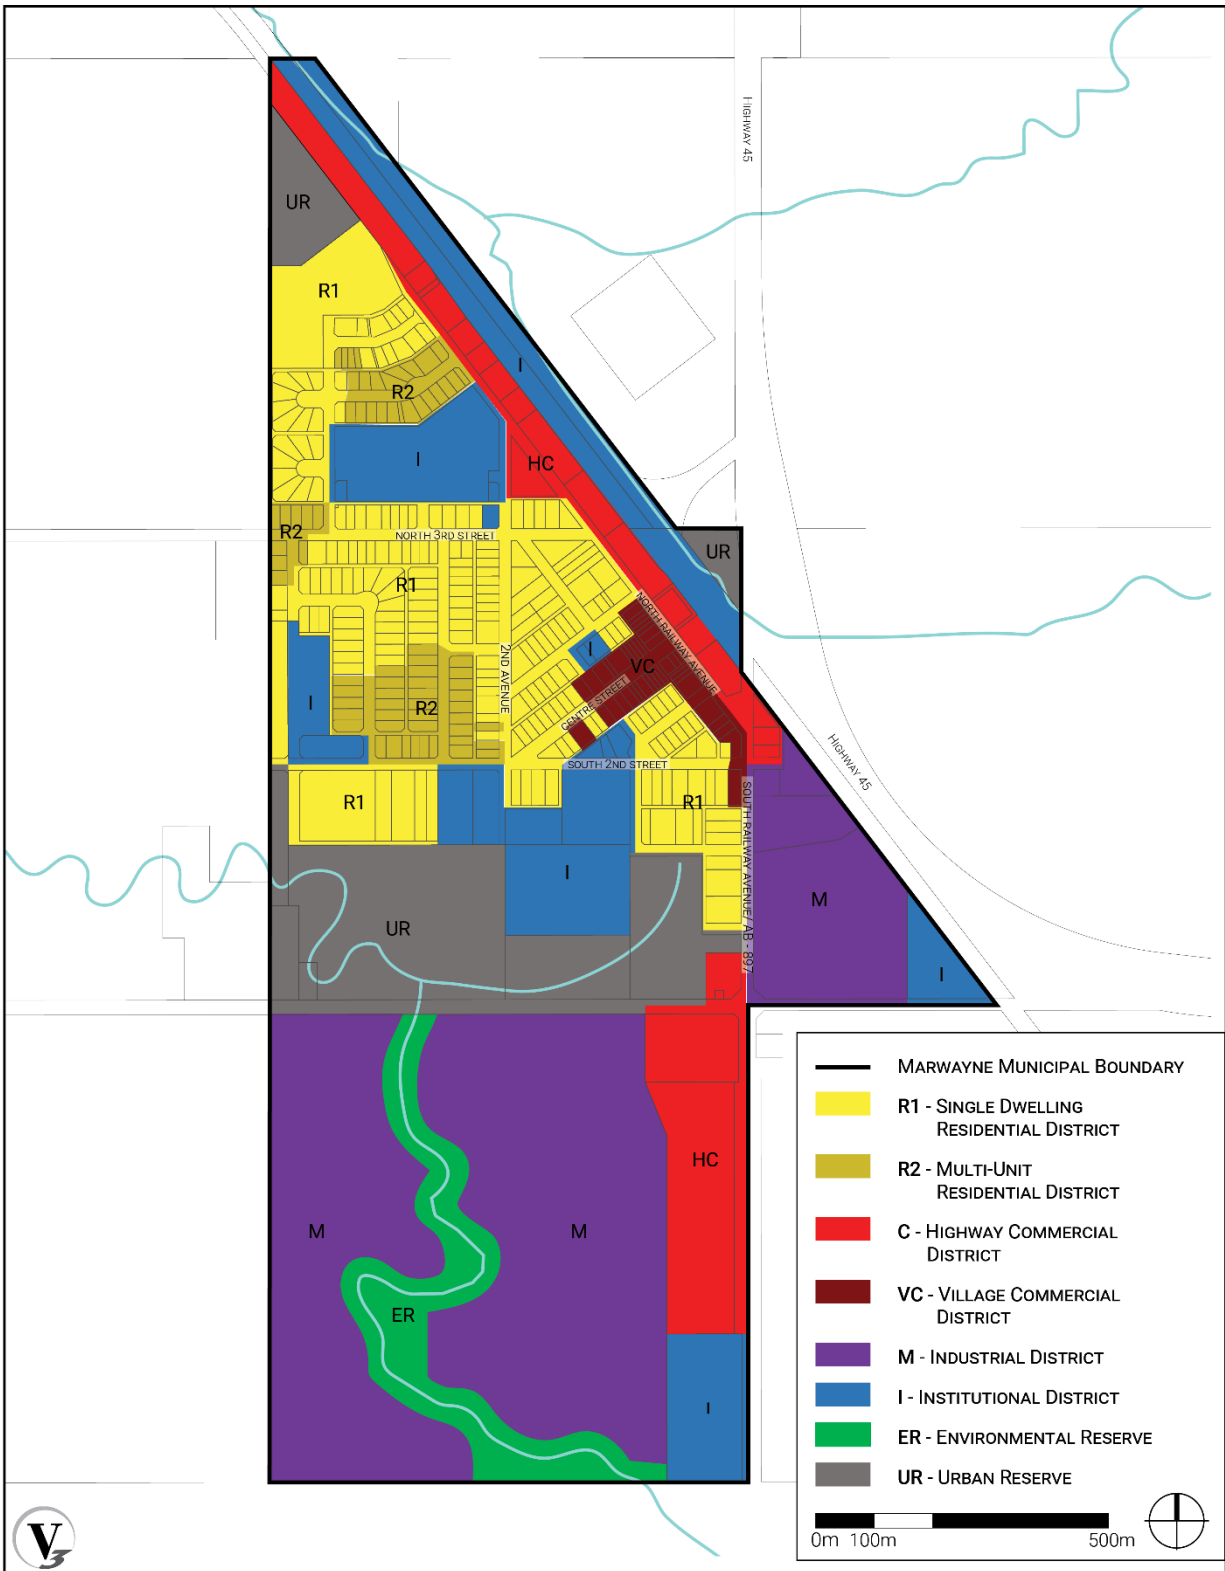 HIGHWAY 45
UR
R1
I
R2
I
HC
R2
NORTH 3RD STREET
UR
R1
NORTH RAILWAY AVENUE
I
2ND AVENUE
VC
CENTRE STREET
I
R2
HIGHWAY 45
SOUTH 2ND STREET
R1
R1
SOUTH RAILWAY AVENUE/ AB - 897
I
M
UR
I
HC
M
M
ER
I
MARWAYNE MUNICIPAL BOUNDARY
R1 - SINGLE DWELLING
RESIDENTIAL DISTRICT
R2 - MULTI-UNIT
RESIDENTIAL DISTRICT
C - HIGHWAY COMMERCIAL
DISTRICT
VC - VILLAGE COMMERCIAL
DISTRICT
M - INDUSTRIAL DISTRICT
I - INSTITUTIONAL DISTRICT
ER - ENVIRONMENTAL RESERVE
UR - URBAN RESERVE
0m 100m 500m
V3